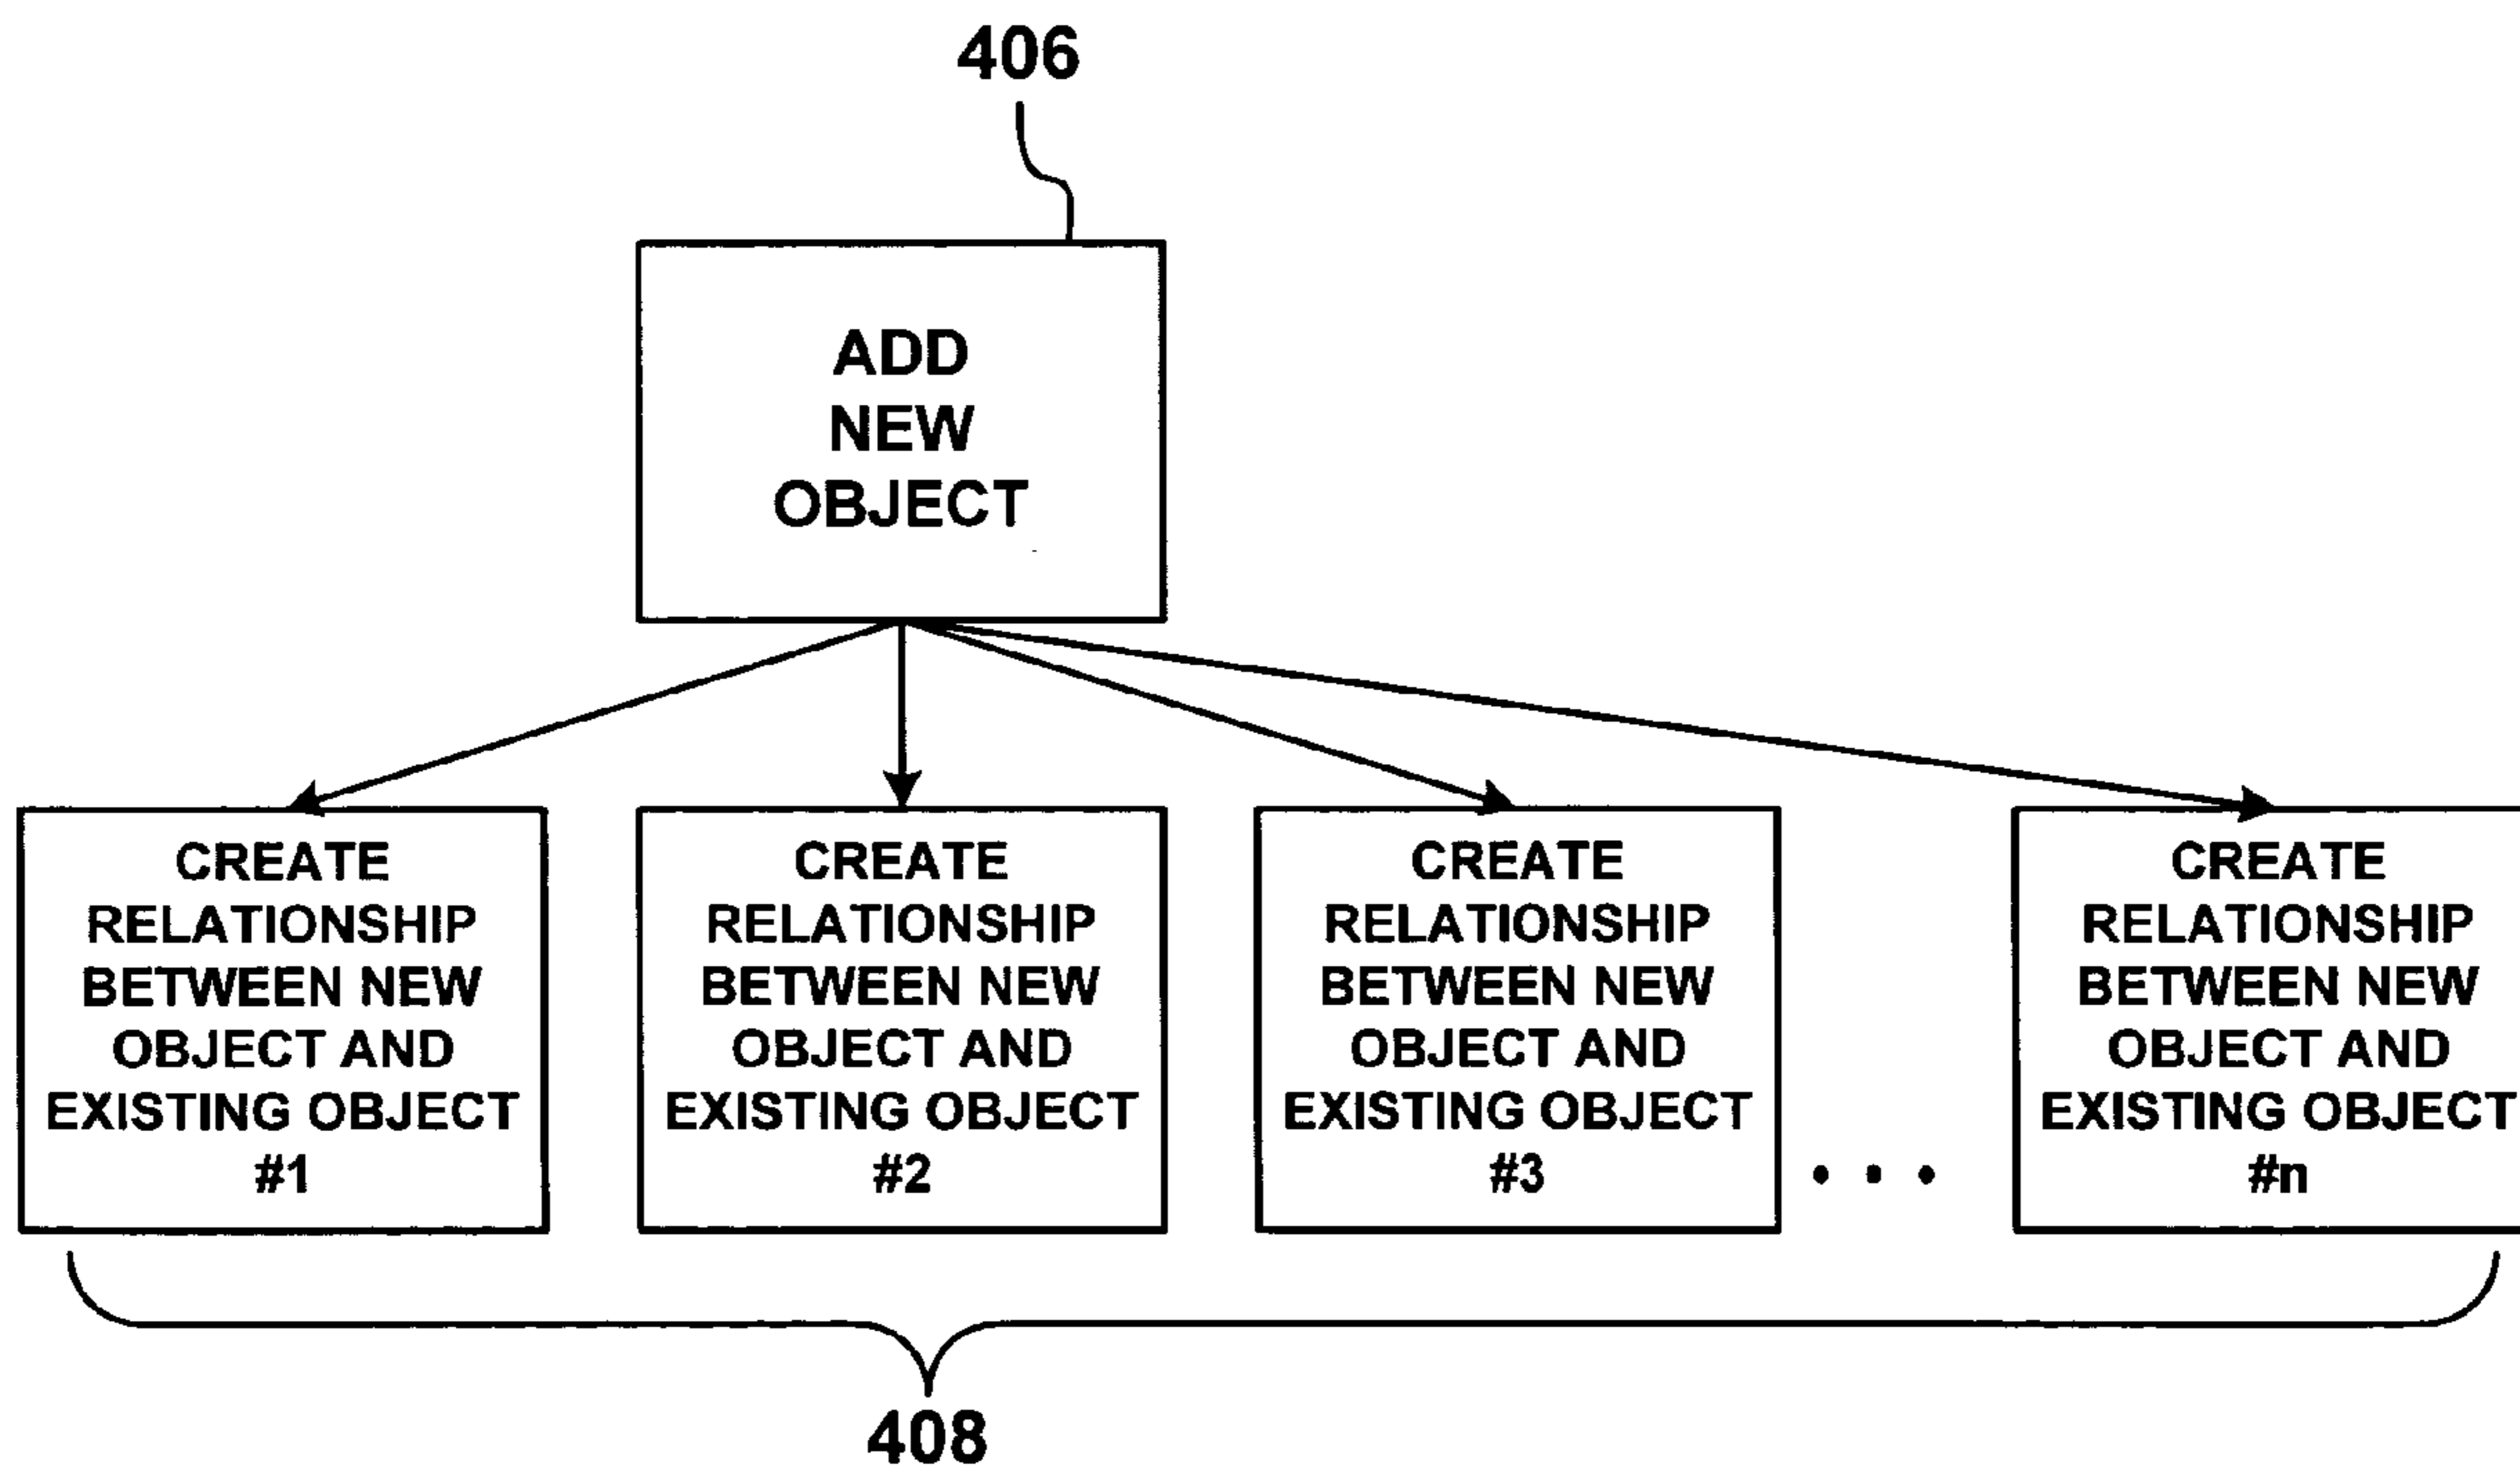 406
ADD
NEW
OBJECT
CREATE
RELATIONSHIP
BETWEEN NEW
OBJECT AND
EXISTING OBJECT
#1
CREATE
RELATIONSHIP
BETWEEN NEW
OBJECT AND
EXISTING OBJECT
#2
CREATE
RELATIONSHIP
BETWEEN NEW
OBJECT AND
EXISTING OBJECT
#3
• • •
CREATE
RELATIONSHIP
BETWEEN NEW
OBJECT AND
EXISTING OBJECT
#n
408